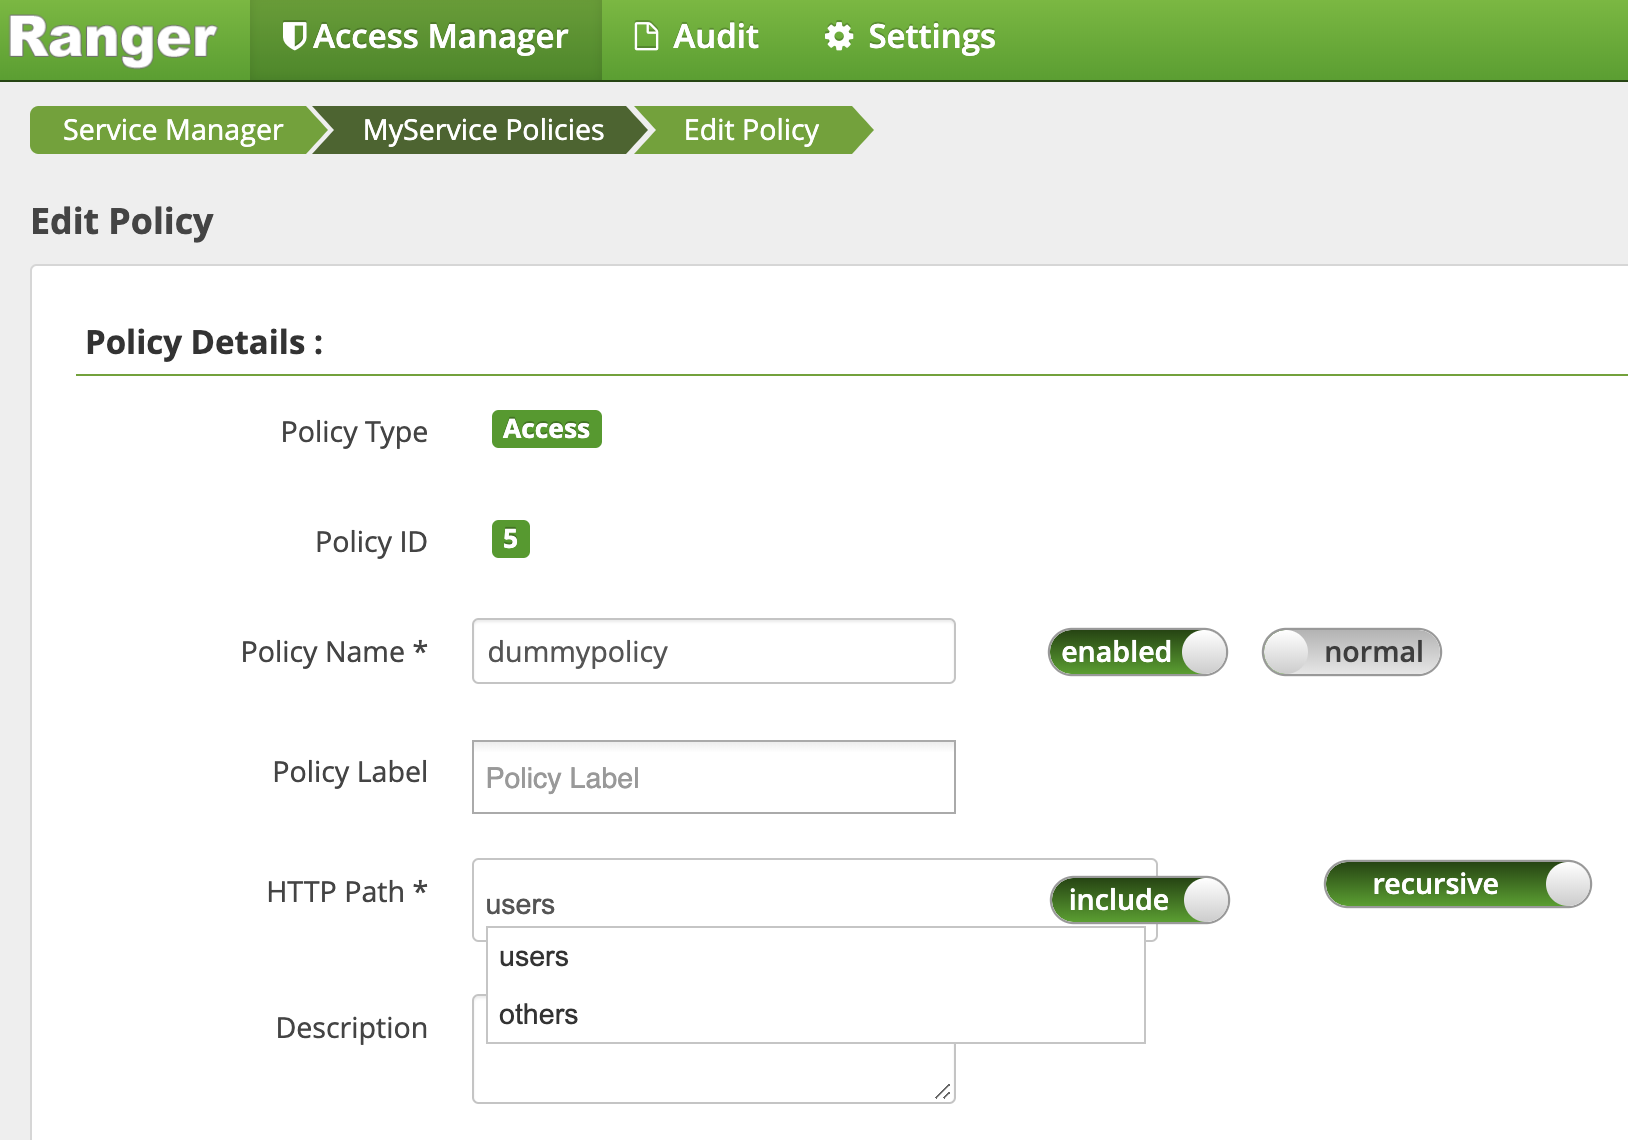 Ranger Access Manager Audit Settings
Service Manager MyService Policies Edit Policy
Edit Policy
Policy Details :
Policy Type Access
Policy ID 5
Policy Name * dummypolicy enabled normal
Policy Label Policy Label
HTTP Path * users include recursive
users
others
Description